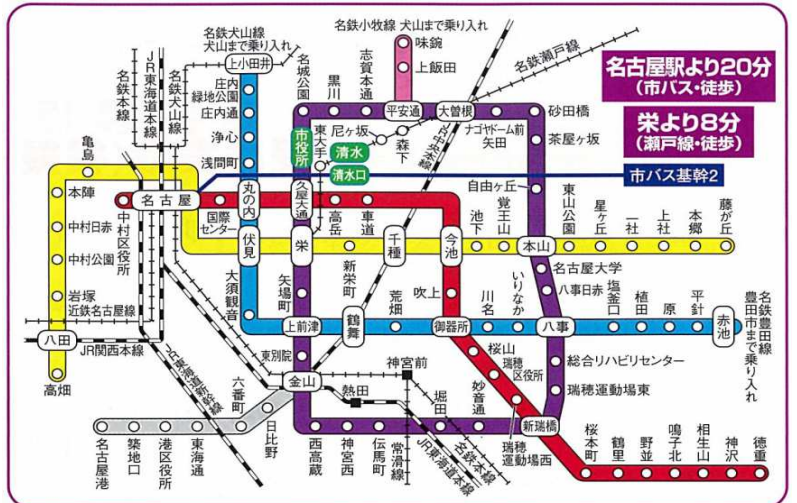 名鉄小牧線 犬山まで乗り入れ
味鋺
上飯田
名鉄犬山線
犬山まで乗り入れ
上小田井
名鉄瀬戸線
JR東海道本線
名鉄犬山線
名鉄本線
名古屋駅より20分
(市バス・徒歩)
栄より8分
(瀬戸線・徒歩)
市バス基幹2
庄内緑地公園
庄内通
浄心
浅間町
名城公園
黒川
志賀本通
平安通
大曽根
ナゴヤドーム前
矢田
砂田橋
茶屋ヶ坂
自由ヶ丘
市役所
東大手
尼ヶ坂
清水
清水口
森下
JR中央本線
亀島
本陣
中村日赤
中村公園
岩塚
近鉄名古屋線
八田
JR関西本線
高畑
名古屋
中村区役所
国際センター
丸の内
久屋大通
高岳
車道
伏見
栄
新栄町
千種
今池
池下
覚王山
本山
東山公園
星ヶ丘
一社
上社
本郷
藤が丘
名古屋大学
八事日赤
大須観音
矢場町
上前津
鶴舞
荒畑
吹上
御器所
川名
いりなか
八事
塩釜口
植田
原
平針
赤池
名鉄豊田線
豊田市まで乗り入れ
東別院
金山
JR東海道新幹線
六番町
日比野
名古屋港
築地口
港区役所
東海通
熱田
神宮前
西高蔵
神宮西
伝馬町
常滑線
堀田
名鉄本線
JR東海道本線
妙音通
桜山
瑞穂区役所
瑞穂運動場西
新瑞橋
総合リハビリセンター
瑞穂運動場東
桜本町
鶴里
野並
鳴子北
相生山
神沢
徳重